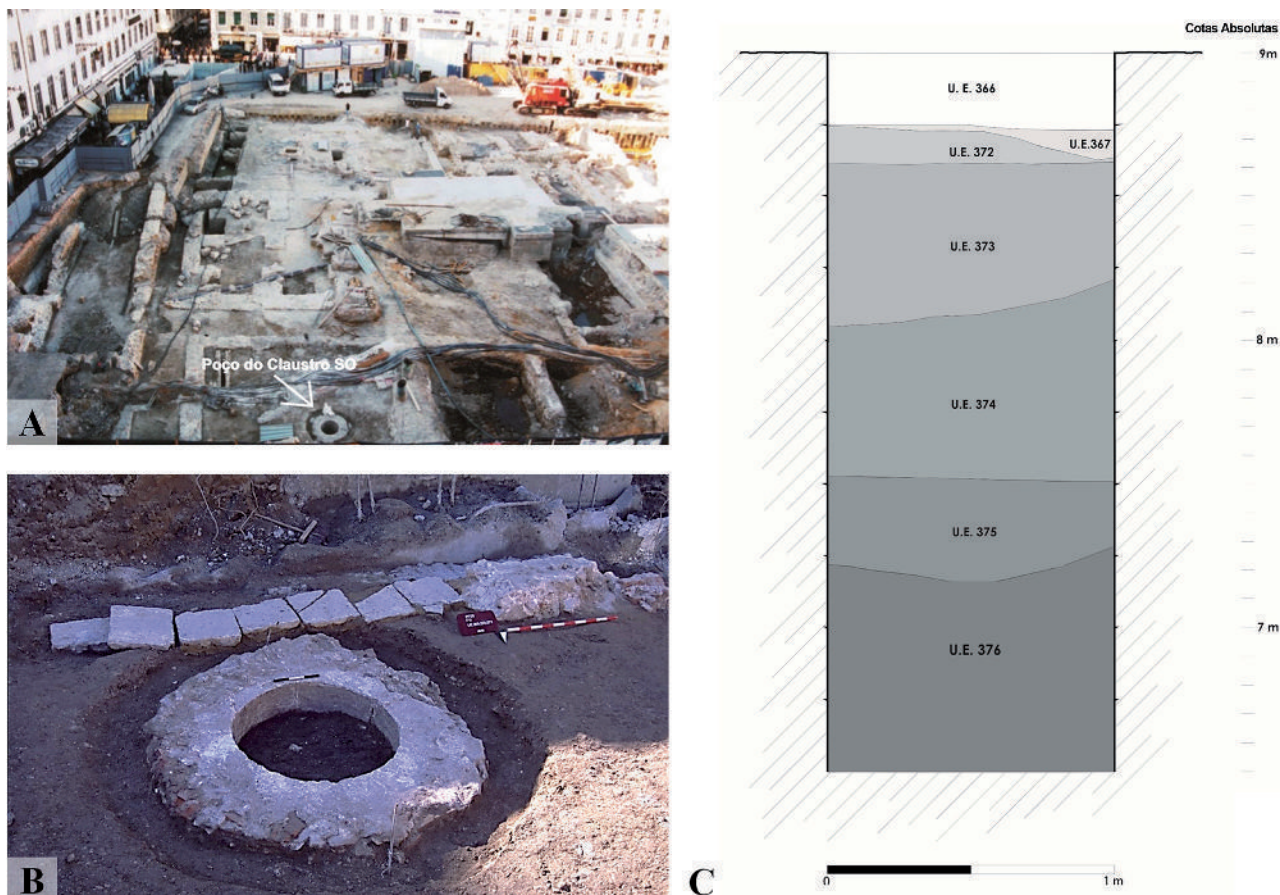 Poço do Claustro SO
A
B
Cotas Absolutas
9m
U. E. 366
U.E.367
U.E. 372
U.E. 373
8 m
U.E. 374
U.E. 375
7 m
U.E. 376
0
1 m
C